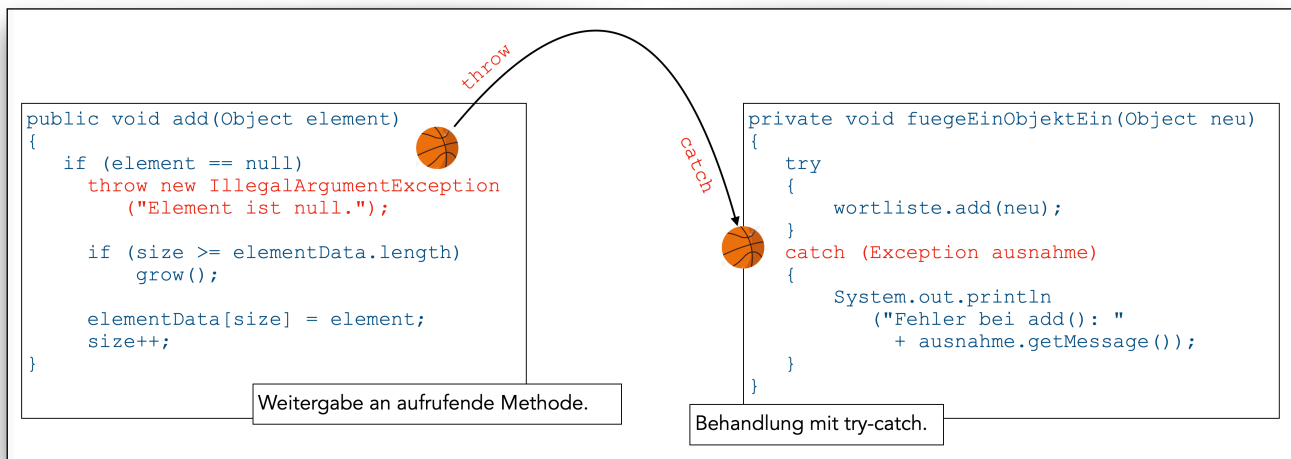 throw
catch
public void add(Object element)
{
if (element == null)
throw new IllegalArgumentException
("Element ist null.");
if (size >= elementData.length)
grow();
elementData[size] = element;
size++;
}
Weitergabe an aufrufende Methode.
private void fuegeEinObjektEin(Object neu)
{
try
{
wortliste.add(neu);
}
catch (Exception ausnahme)
{
System.out.println
("Fehler bei add(): "
+ ausnahme.getMessage());
}
}
Behandlung mit try-catch.